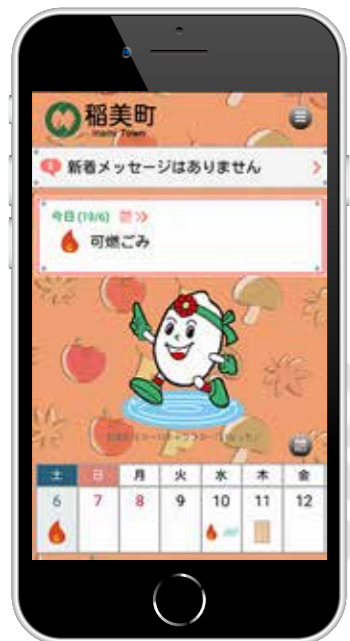 稲美町
Inami Town
新着メッセージはありません
今日(10/6)
可燃ごみ
土 日 月 火 水 木 金
6 7 8 9 10 11 12